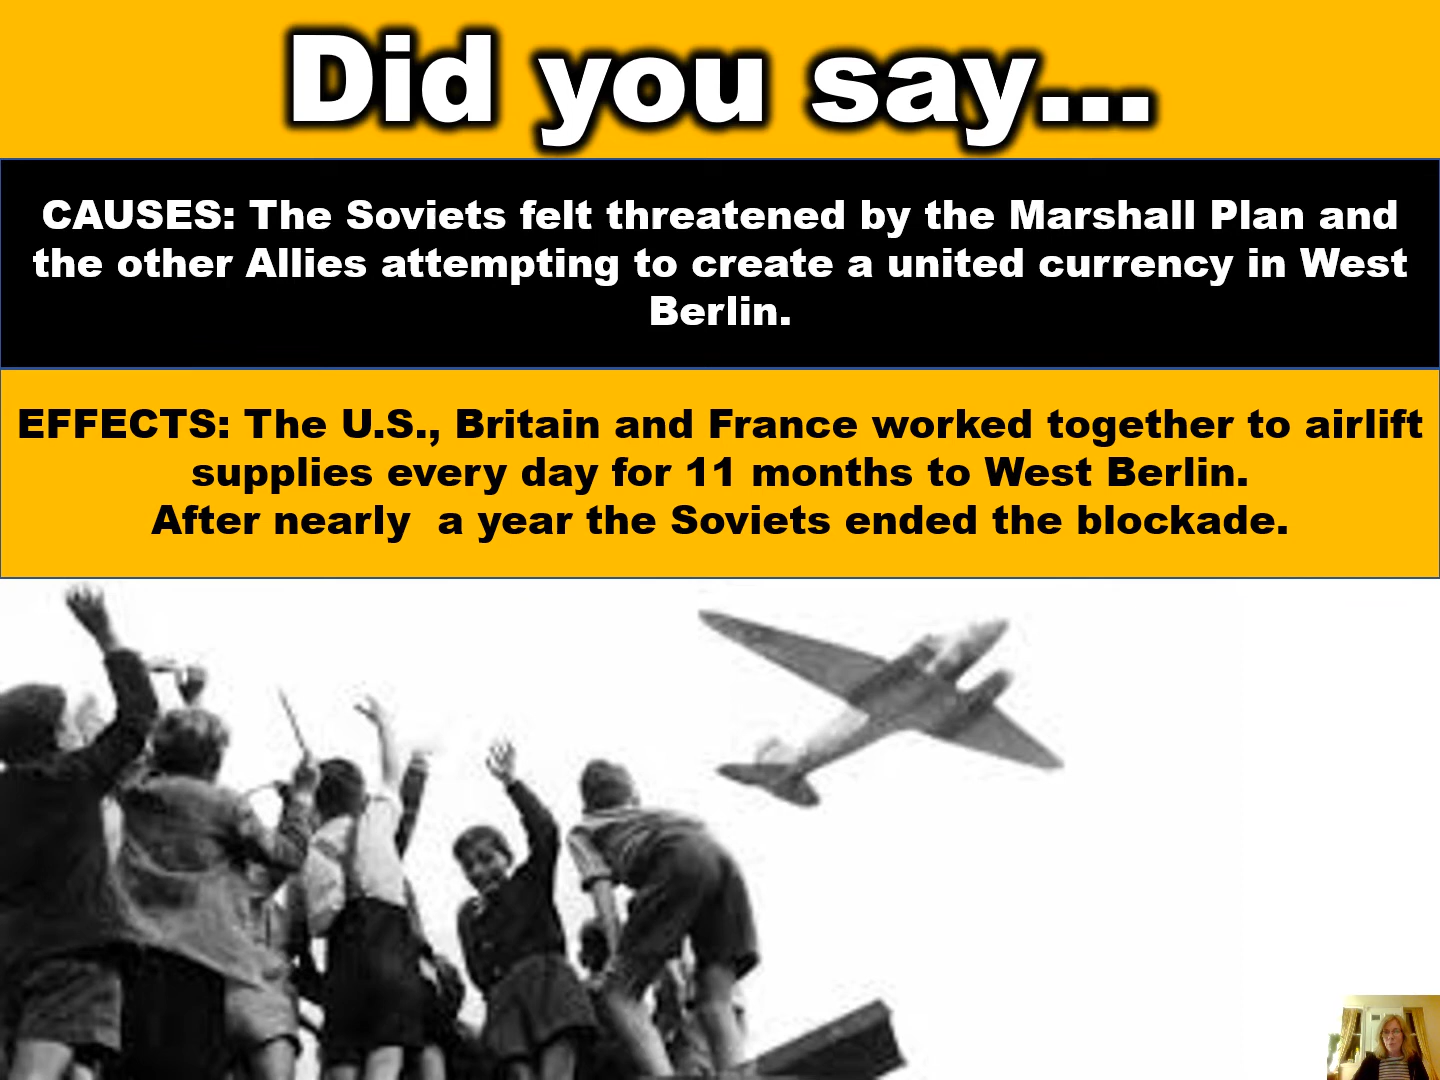 Did you say...
CAUSES: The Soviets felt threatened by the Marshall Plan and
the other Allies attempting to create a united currency in West
Berlin.
EFFECTS: The U.S., Britain and France worked together to airlift
supplies every day for 11 months to West Berlin.
After nearly  a year the Soviets ended the blockade.